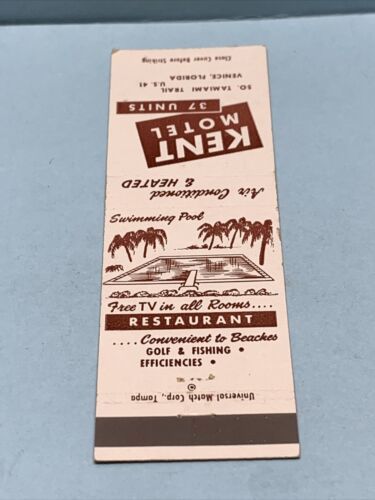 KENT
MOTEL
37 UNITS
SO. TAMIAMI TRAIL
U.S. 41
VENICE, FLORIDA
Close Cover Before Striking
Air Conditioned
& HEATED
Swimming Pool
Free TV in all Rooms....
RESTAURANT
....Convenient to Beaches
GOLF & FISHING •
EFFICIENCIES •
©
Universal Match Corp., Tampa